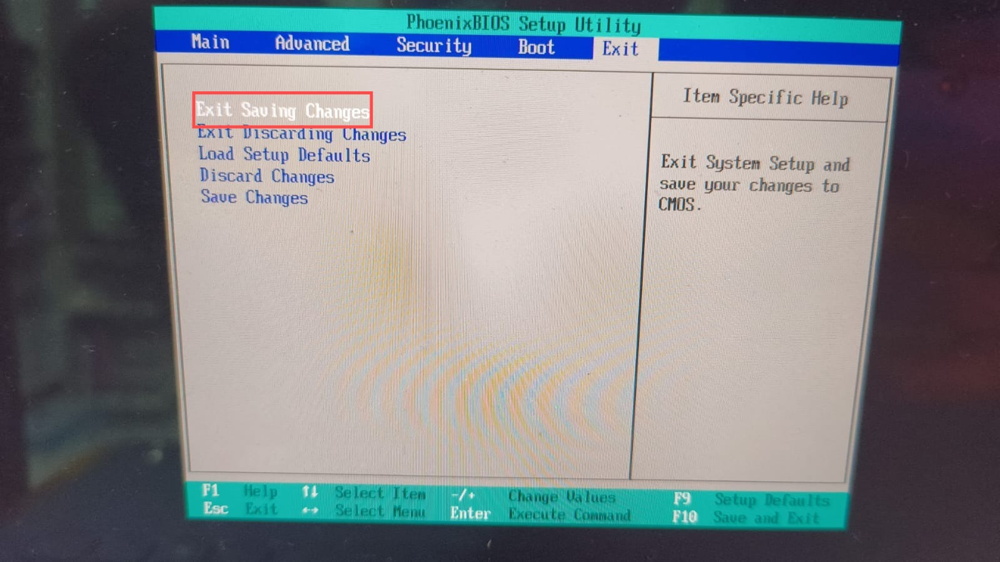 PhoenixBIOS Setup Utility
Main Advanced Security Boot Exit
Exit Saving Changes
Exit Discarding Changes
Load Setup Defaults
Discard Changes
Save Changes
Item Specific Help
Exit System Setup and
save your changes to
CMOS.
F1 Help ↑↓ Select Item -/+ Change Values F9 Setup Defaults
Esc Exit ↔ Select Menu Enter Execute Command F10 Save and Exit